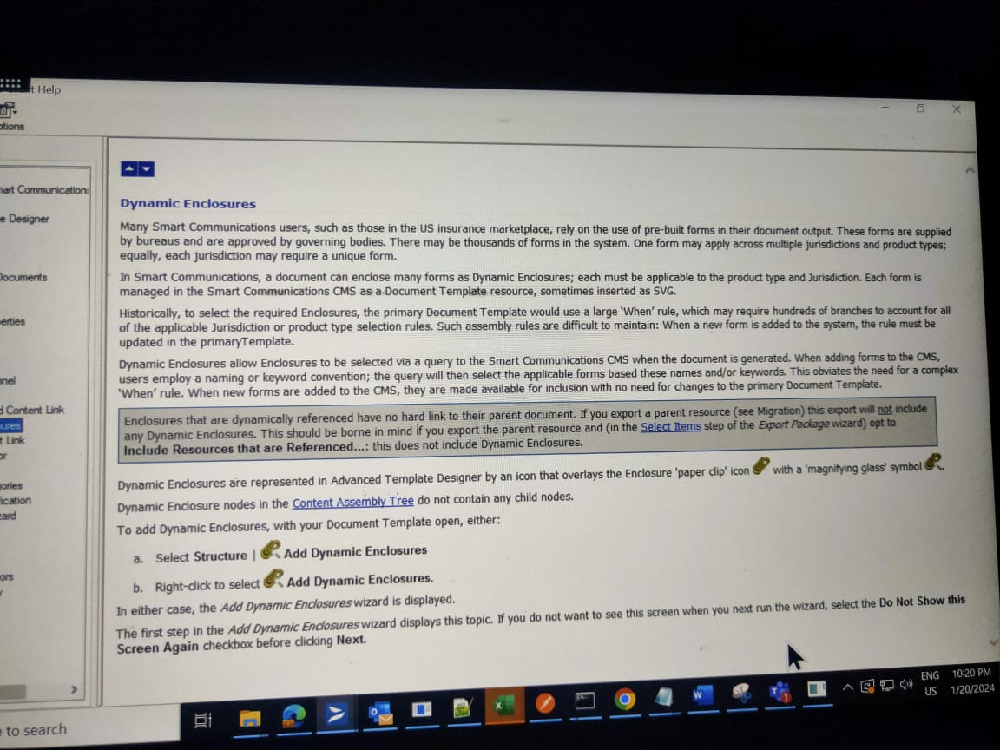 t Help
otions
mart Communications
e Designer
Documents
erties
nel
d Content Link
sures
t Link
or
gories
ication
zard
ors
y
Dynamic Enclosures
Many Smart Communications users, such as those in the US insurance marketplace, rely on the use of pre-built forms in their document output. These forms are supplied
by bureaus and are approved by governing bodies. There may be thousands of forms in the system. One form may apply across multiple jurisdictions and product types;
equally, each jurisdiction may require a unique form.
In Smart Communications, a document can enclose many forms as Dynamic Enclosures; each must be applicable to the product type and Jurisdiction. Each form is
managed in the Smart Communications CMS as a Document Template resource, sometimes inserted as SVG.
Historically, to select the required Enclosures, the primary Document Template would use a large 'When' rule, which may require hundreds of branches to account for all
of the applicable Jurisdiction or product type selection rules. Such assembly rules are difficult to maintain: When a new form is added to the system, the rule must be
updated in the primaryTemplate.
Dynamic Enclosures allow Enclosures to be selected via a query to the Smart Communications CMS when the document is generated. When adding forms to the CMS,
users employ a naming or keyword convention; the query will then select the applicable forms based these names and/or keywords. This obviates the need for a complex
'When' rule. When new forms are added to the CMS, they are made available for inclusion with no need for changes to the primary Document Template.
Enclosures that are dynamically referenced have no hard link to their parent document. If you export a parent resource (see Migration) this export will not include
any Dynamic Enclosures. This should be borne in mind if you export the parent resource and (in the Select Items step of the Export Package wizard) opt to
Include Resources that are Referenced...: this does not include Dynamic Enclosures.
Dynamic Enclosures are represented in Advanced Template Designer by an icon that overlays the Enclosure 'paper clip' icon with a 'magnifying glass' symbol .
Dynamic Enclosure nodes in the Content Assembly Tree do not contain any child nodes.
To add Dynamic Enclosures, with your Document Template open, either:
a. Select Structure | Add Dynamic Enclosures
b. Right-click to select Add Dynamic Enclosures.
In either case, the Add Dynamic Enclosures wizard is displayed.
The first step in the Add Dynamic Enclosures wizard displays this topic. If you do not want to see this screen when you next run the wizard, select the Do Not Show this
Screen Again checkbox before clicking Next.
e to search
ENG 10:20 PM
US 1/20/2024